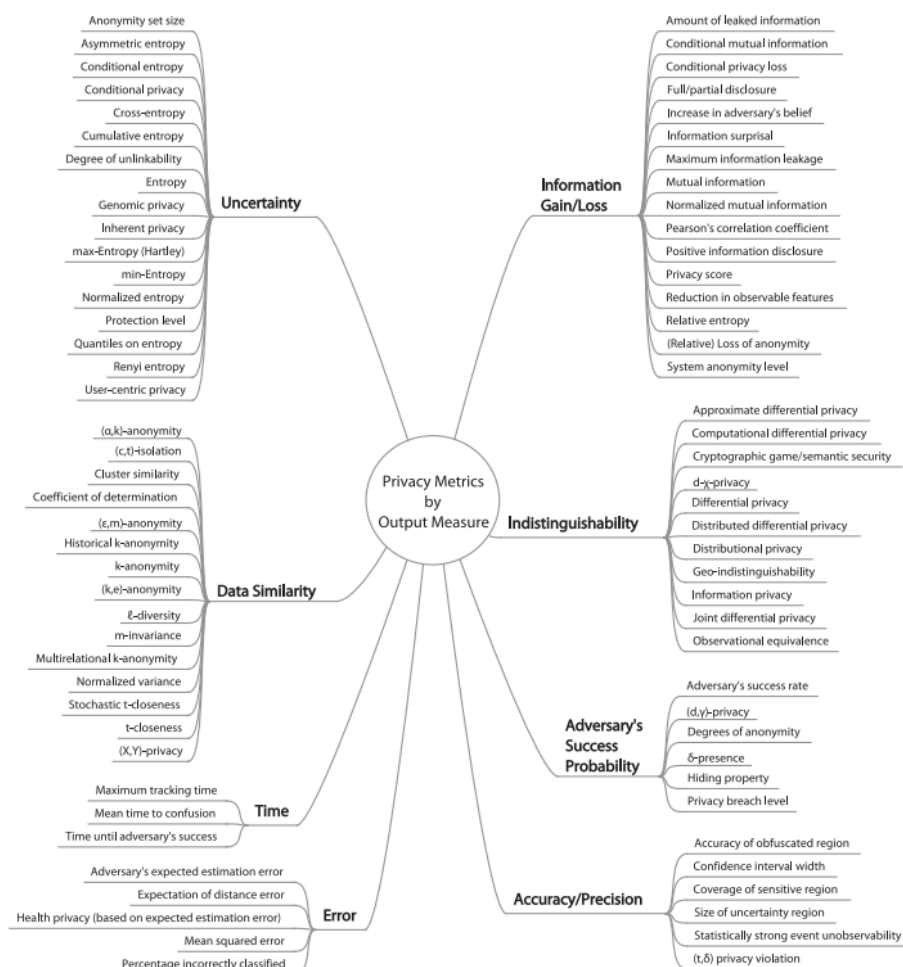 Anonymity set size
Asymmetric entropy
Conditional entropy
Conditional privacy
Cross-entropy
Cumulative entropy
Degree of unlinkability
Entropy
Genomic privacy
Inherent privacy
max-Entropy (Hartley)
min-Entropy
Normalized entropy
Protection level
Quantiles on entropy
Renyi entropy
User-centric privacy
Uncertainty
Amount of leaked information
Conditional mutual information
Conditional privacy loss
Full/partial disclosure
Increase in adversary's belief
Information surprisal
Maximum information leakage
Mutual information
Normalized mutual information
Pearson's correlation coefficient
Positive information disclosure
Privacy score
Reduction in observable features
Relative entropy
(Relative) Loss of anonymity
System anonymity level
Information
Gain/Loss
Privacy Metrics
by
Output Measure
(α,k)-anonymity
(c,t)-isolation
Cluster similarity
Coefficient of determination
(ε,m)-anonymity
Historical k-anonymity
k-anonymity
(k,e)-anonymity
ℓ-diversity
m-invariance
Multirelational k-anonymity
Normalized variance
Stochastic t-closeness
t-closeness
(X,Y)-privacy
Data Similarity
Approximate differential privacy
Computational differential privacy
Cryptographic game/semantic security
d-χ-privacy
Differential privacy
Distributed differential privacy
Distributional privacy
Geo-indistinguishability
Information privacy
Joint differential privacy
Observational equivalence
Indistinguishability
Adversary's success rate
(d,γ)-privacy
Degrees of anonymity
δ-presence
Hiding property
Privacy breach level
Adversary's
Success
Probability
Maximum tracking time
Mean time to confusion
Time until adversary's success
Time
Adversary's expected estimation error
Expectation of distance error
Health privacy (based on expected estimation error)
Mean squared error
Percentage incorrectly classified
Error
Accuracy of obfuscated region
Confidence interval width
Coverage of sensitive region
Size of uncertainty region
Statistically strong event unobservability
(t,δ) privacy violation
Accuracy/Precision